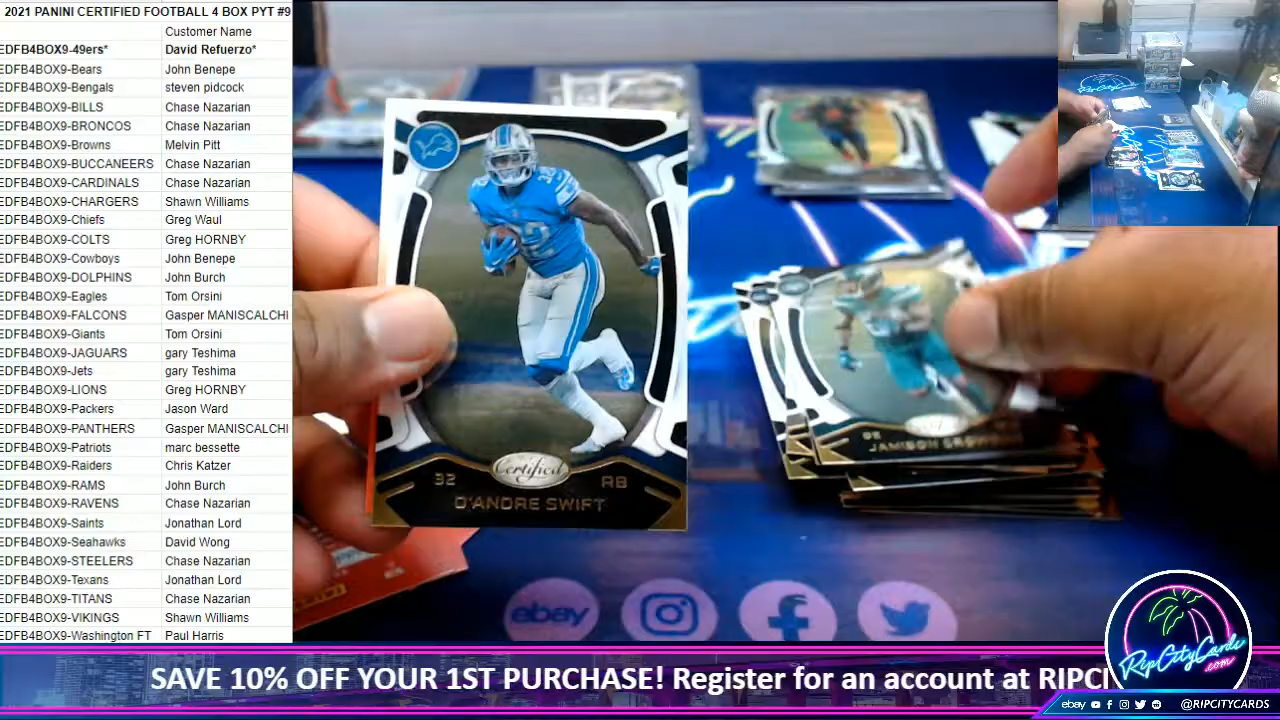 2021 PANINI CERTIFIED FOOTBALL 4 BOX PYT #9
Customer Name
EDFB4BOX9-49ers* David Refuerzo*
EDFB4BOX9-Bears John Benepe
EDFB4BOX9-Bengals steven pidcock
EDFB4BOX9-BILLS Chase Nazarian
EDFB4BOX9-BRONCOS Chase Nazarian
EDFB4BOX9-Browns Melvin Pitt
EDFB4BOX9-BUCCANEERS Chase Nazarian
EDFB4BOX9-CARDINALS Chase Nazarian
EDFB4BOX9-CHARGERS Shawn Williams
EDFB4BOX9-Chiefs Greg Waul
EDFB4BOX9-COLTS Greg HORNBY
EDFB4BOX9-Cowboys John Benepe
EDFB4BOX9-DOLPHINS John Burch
EDFB4BOX9-Eagles Tom Orsini
EDFB4BOX9-FALCONS Gasper MANISCALCHI
EDFB4BOX9-Giants Tom Orsini
EDFB4BOX9-JAGUARS gary Teshima
EDFB4BOX9-Jets gary Teshima
EDFB4BOX9-LIONS Greg HORNBY
EDFB4BOX9-Packers Jason Ward
EDFB4BOX9-PANTHERS Gasper MANISCALCHI
EDFB4BOX9-Patriots marc bessette
EDFB4BOX9-Raiders Chris Katzer
EDFB4BOX9-RAMS John Burch
EDFB4BOX9-RAVENS Chase Nazarian
EDFB4BOX9-Saints Jonathan Lord
EDFB4BOX9-Seahawks David Wong
EDFB4BOX9-STEELERS Chase Nazarian
EDFB4BOX9-Texans Jonathan Lord
EDFB4BOX9-TITANS Chase Nazarian
EDFB4BOX9-VIKINGS Shawn Williams
EDFB4BOX9-Washington FT Paul Harris
32 Certified RB
D'ANDRE SWIFT
ebay
SAVE 10% OFF YOUR 1ST PURCHASE! Register for an account at RIPCI
RipCityCards
.com
ebay @RIPCITYCARDS